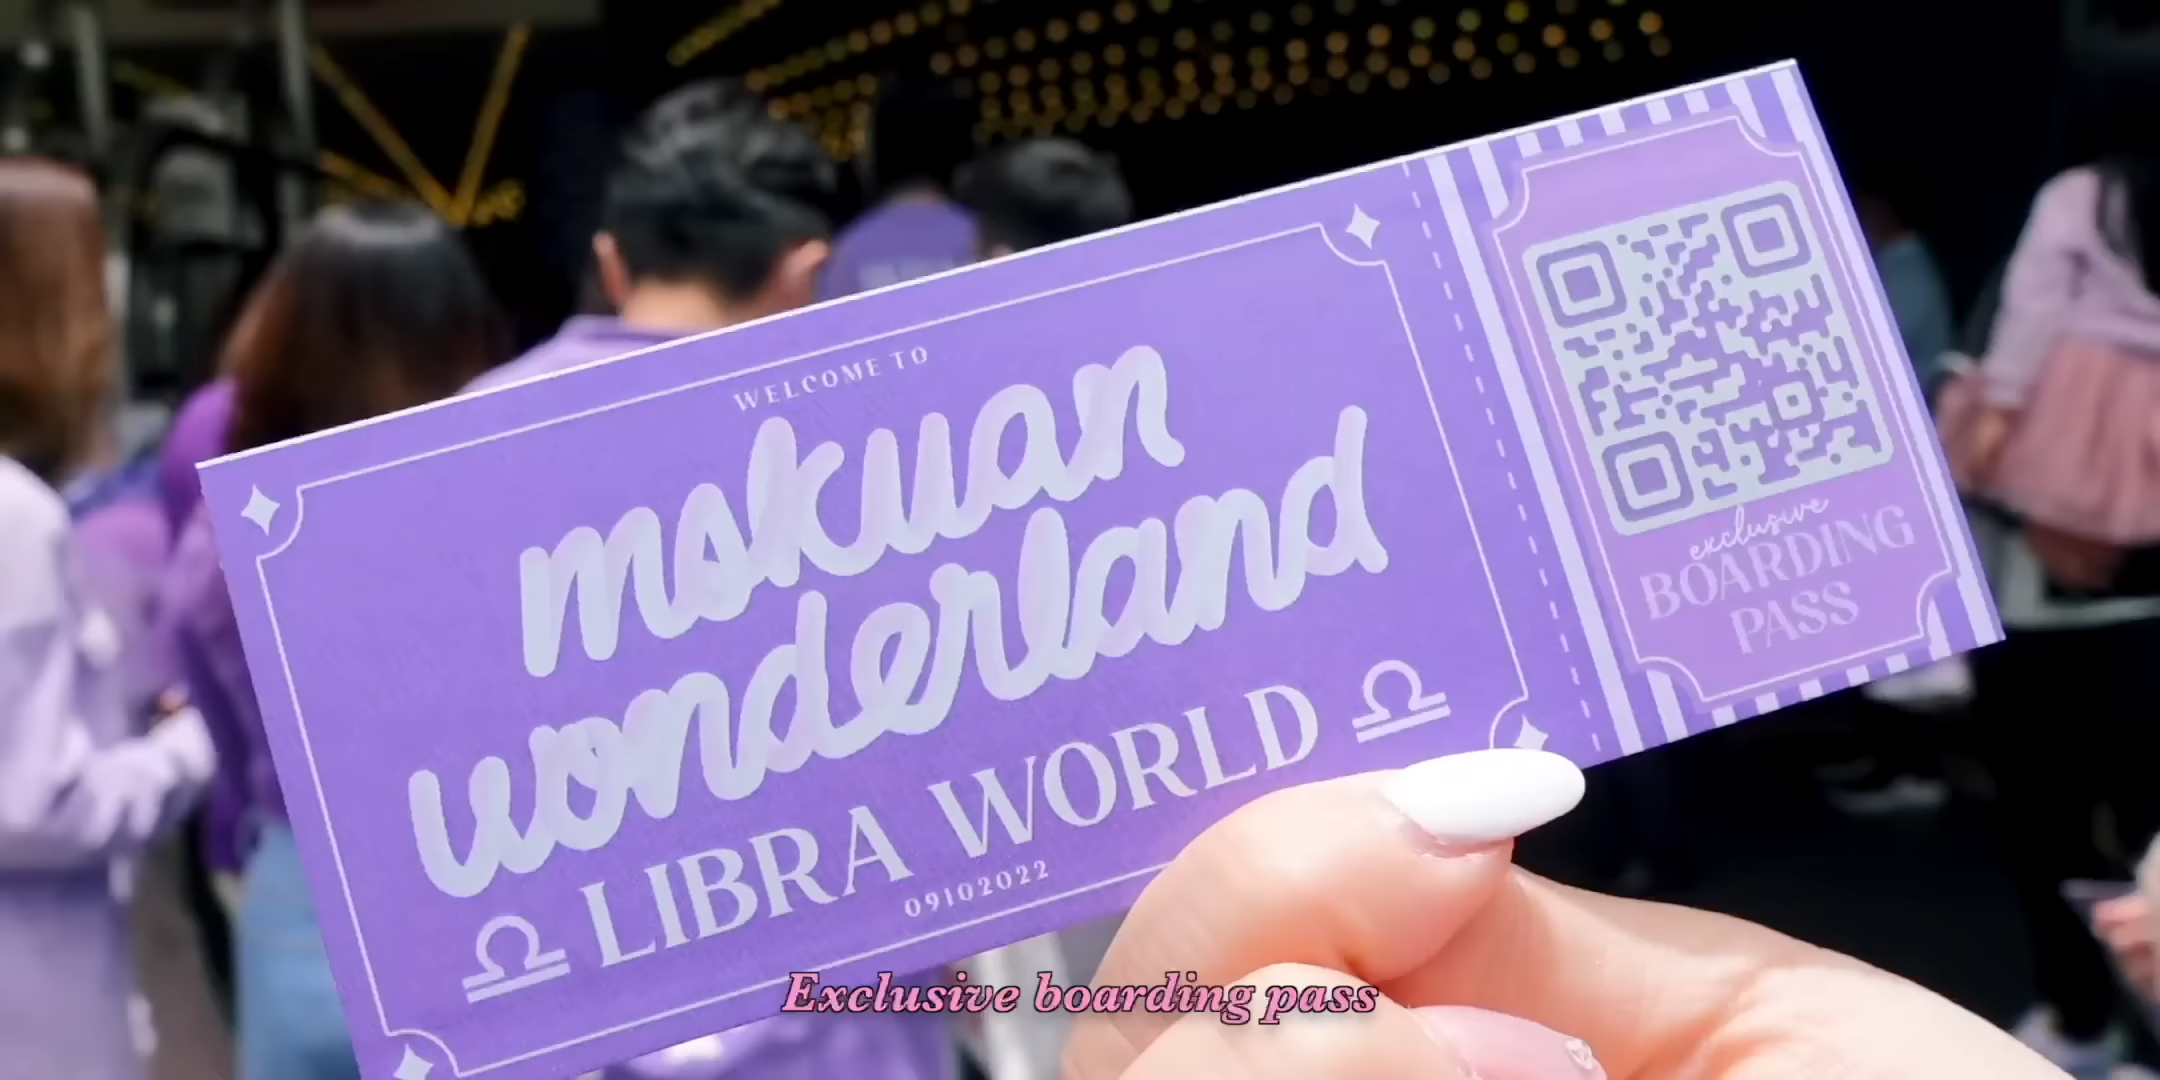 WELCOME TO
mskuan
wonderland
♎ LIBRA WORLD ♎
09102022
exclusive
BOARDING
PASS
Exclusive boarding pass